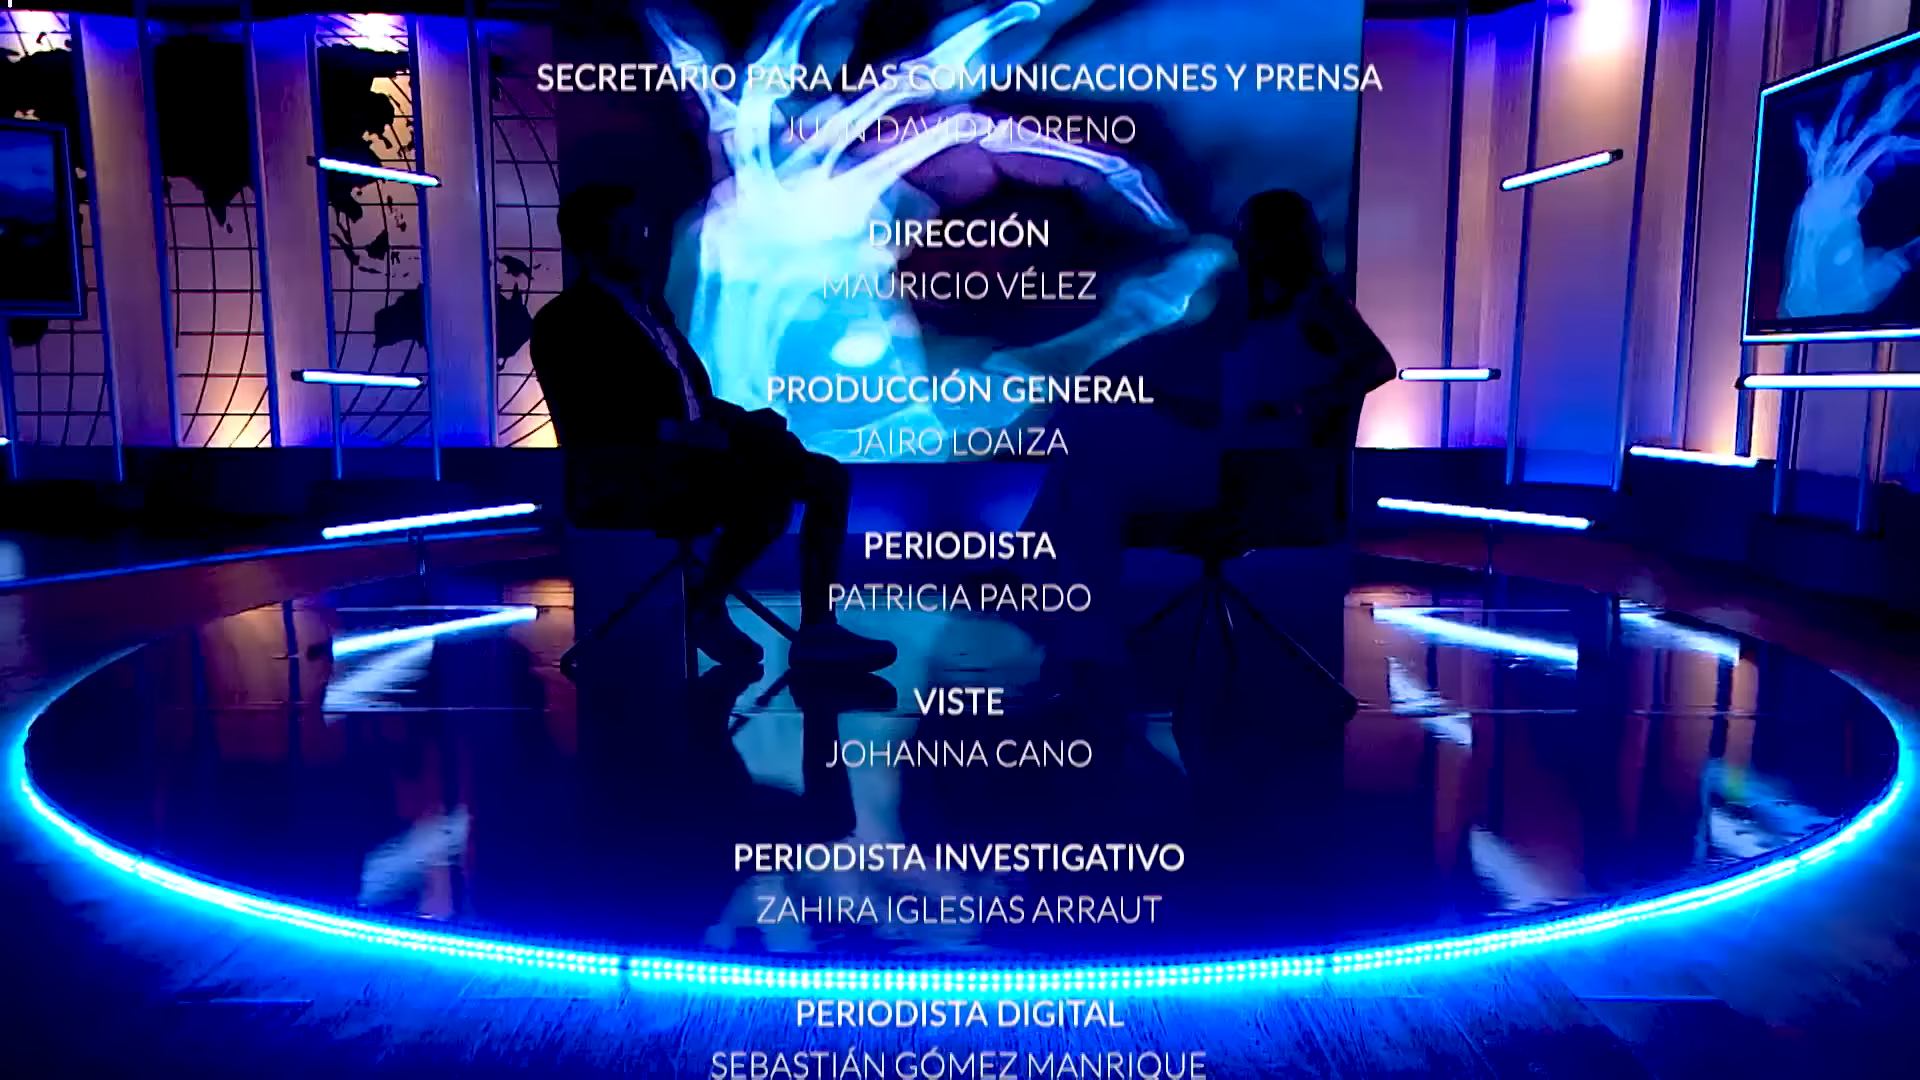 SECRETARIO PARA LAS COMUNICACIONES Y PRENSA
JUAN DAVID MORENO
DIRECCIÓN
MAURICIO VÉLEZ
PRODUCCIÓN GENERAL
JAIRO LOAIZA
PERIODISTA
PATRICIA PARDO
VISTE
JOHANNA CANO
PERIODISTA INVESTIGATIVO
ZAHIRA IGLESIAS ARRAUT
PERIODISTA DIGITAL
SEBASTIÁN GÓMEZ MANRIQUE